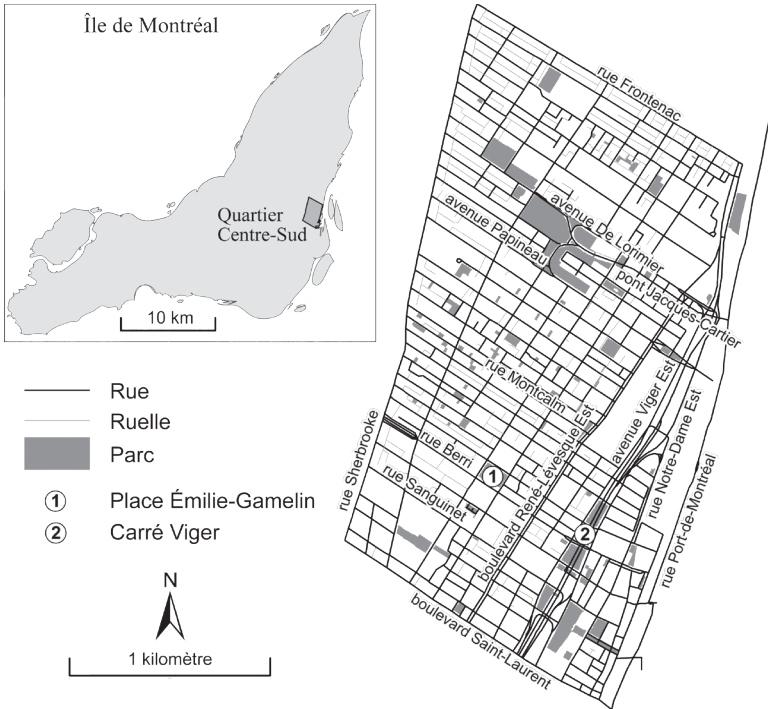 Île de Montréal
Quartier
Centre-Sud
10 km
Rue
Ruelle
Parc
1 Place Émilie-Gamelin
2 Carré Viger
N
1 kilomètre
rue Frontenac
avenue De Lorimier
avenue Papineau
pont Jacques-Cartier
rue Montcalm
avenue Viger Est
rue Notre-Dame Est
rue Port-de-Montréal
boulevard René-Lévesque Est
rue Sherbrooke
rue Berri
1
rue Sanguinet
2
boulevard Saint-Laurent